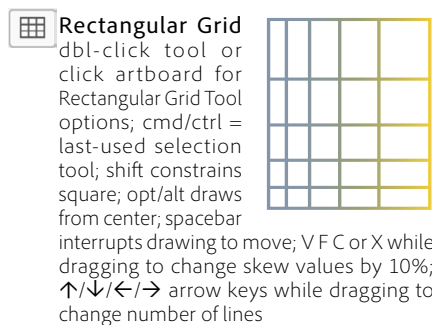 Rectangular Grid
dbl-click tool or
click artboard for
Rectangular Grid Tool
options; cmd/ctrl =
last-used selection
tool; shift constrains
square; opt/alt draws
from center; spacebar
interrupts drawing to move; V F C or X while
dragging to change skew values by 10%;
↑/↓/←/→ arrow keys while dragging to
change number of lines